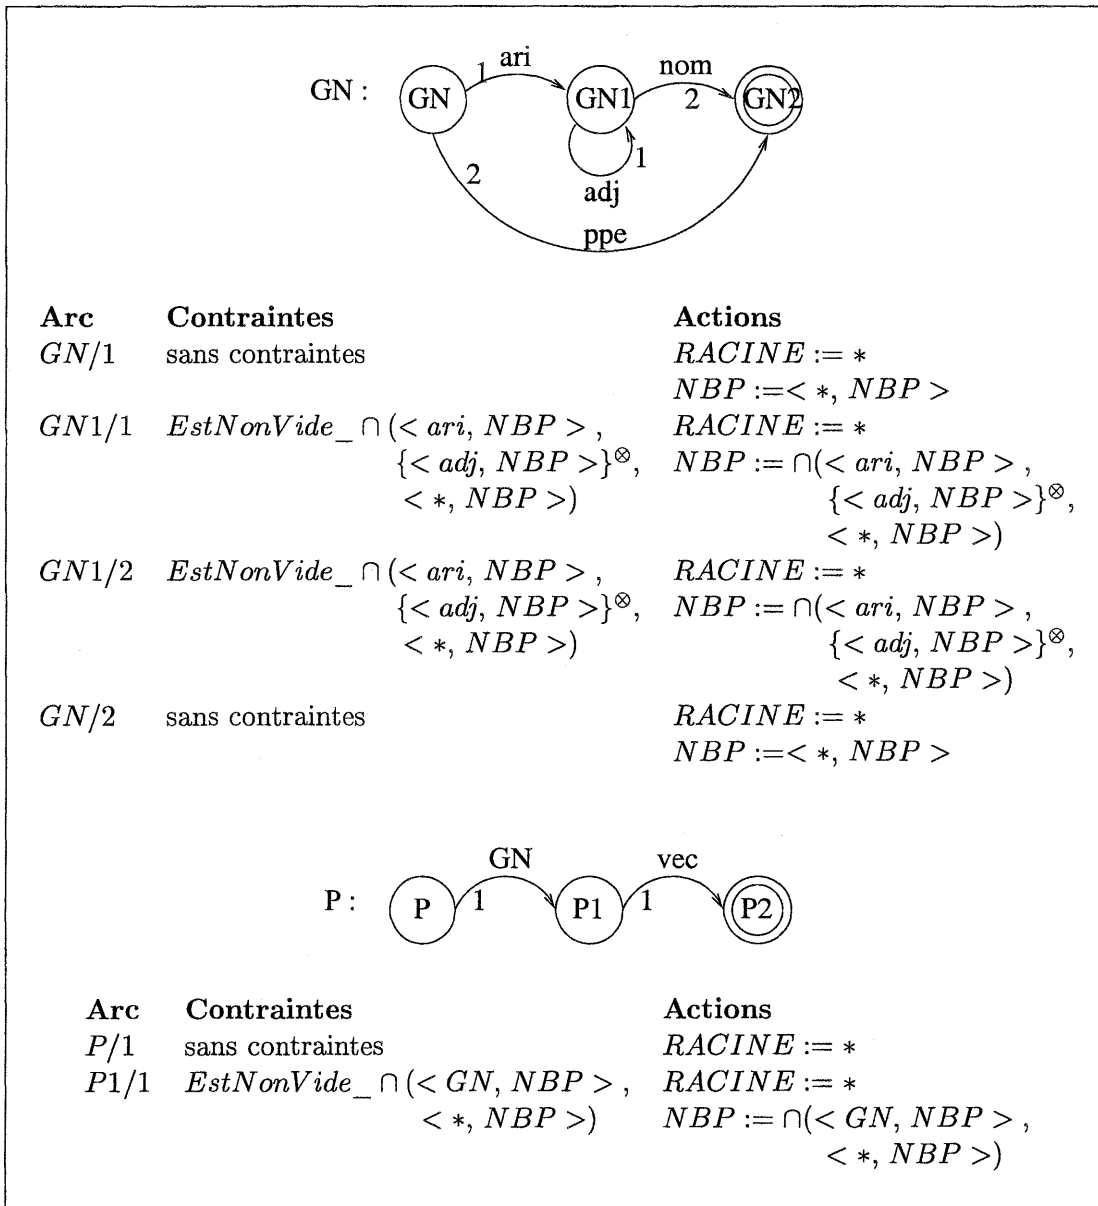 ari
nom
GN : GN 1 GN1 2 GN2
2 1
adj
ppe
Arc Contraintes Actions
GN/1 sans contraintes RACINE := *
NBP :=< *, NBP >
GN1/1 EstNonVide_ ∩ (< ari, NBP > , RACINE := *
{< adj, NBP >}⊗, NBP := ∩(< ari, NBP > ,
< *, NBP >) {< adj, NBP >}⊗,
< *, NBP >)
GN1/2 EstNonVide_ ∩ (< ari, NBP > , RACINE := *
{< adj, NBP >}⊗, NBP := ∩(< ari, NBP > ,
< *, NBP >) {< adj, NBP >}⊗,
< *, NBP >)
GN/2 sans contraintes RACINE := *
NBP :=< *, NBP >
GN vec
P : P 1 P1 1 P2
Arc Contraintes Actions
P/1 sans contraintes RACINE := *
P1/1 EstNonVide_ ∩ (< GN, NBP > , RACINE := *
< *, NBP >) NBP := ∩(< GN, NBP > ,
< *, NBP >)